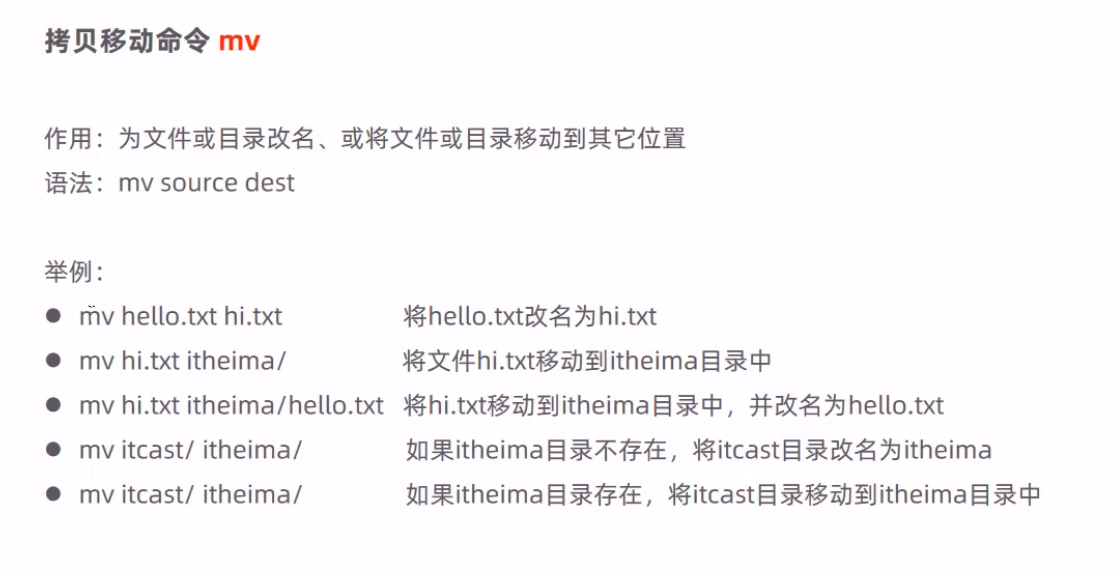 拷贝移动命令 mv
作用：为文件或目录改名、或将文件或目录移动到其它位置
语法：mv source dest
举例：
● mv hello.txt hi.txt 将hello.txt改名为hi.txt
● mv hi.txt itheima/ 将文件hi.txt移动到itheima目录中
● mv hi.txt itheima/hello.txt 将hi.txt移动到itheima目录中，并改名为hello.txt
● mv itcast/ itheima/ 如果itheima目录不存在，将itcast目录改名为itheima
● mv itcast/ itheima/ 如果itheima目录存在，将itcast目录移动到itheima目录中